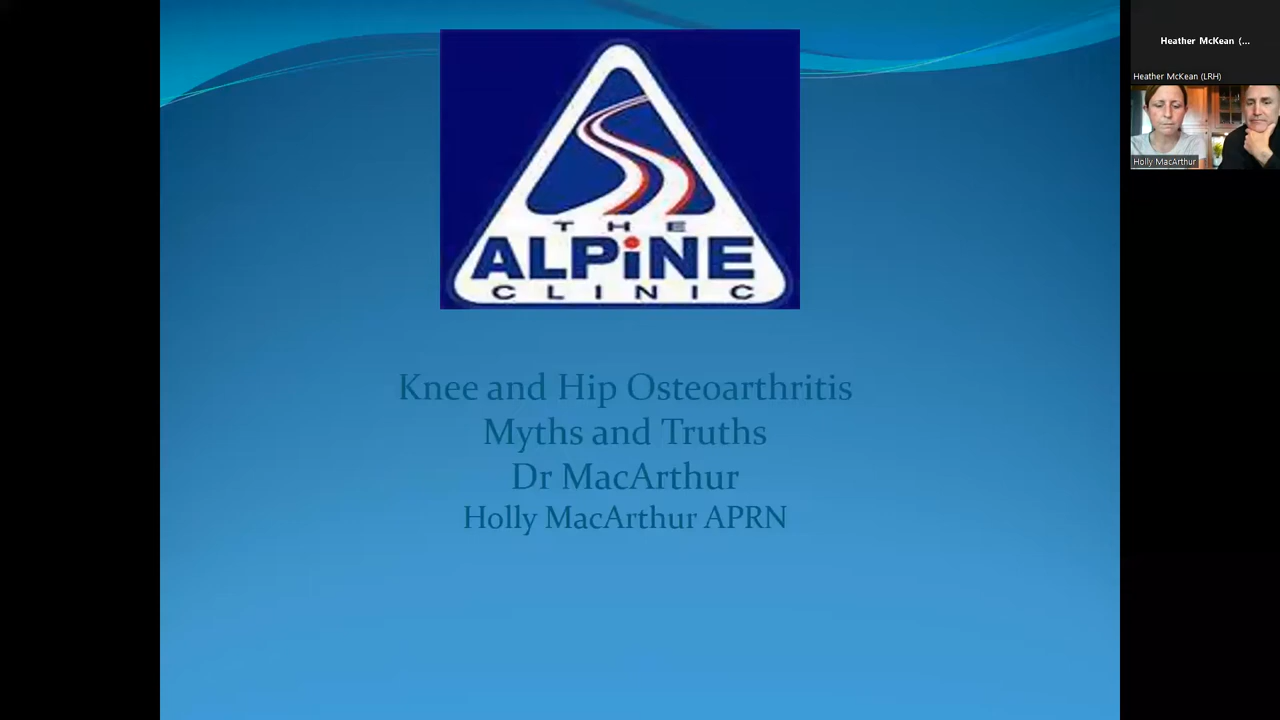 THE
ALPiNE
CLINIC
Knee and Hip Osteoarthritis
Myths and Truths
Dr MacArthur
Holly MacArthur APRN
Heather McKean (...
Heather McKean (LRH)
Holly MacArthur